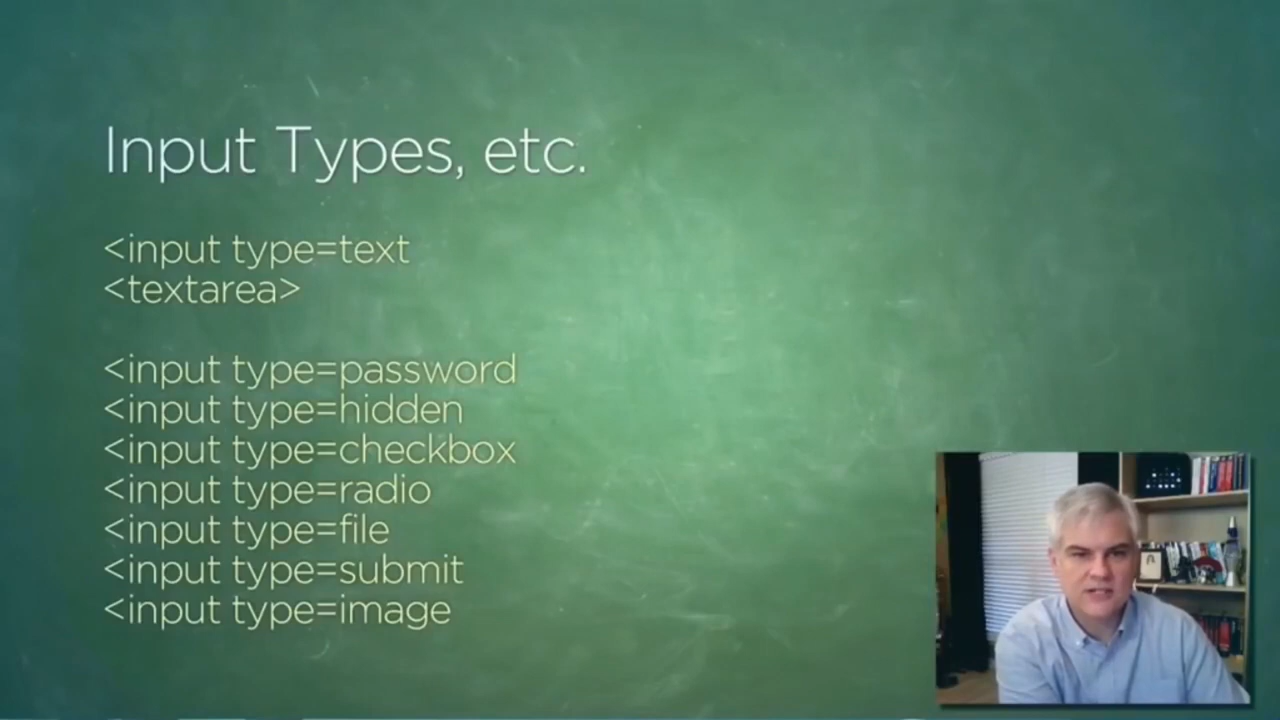 Input Types, etc.
<input type=text
<textarea>
<input type=password
<input type=hidden
<input type=checkbox
<input type=radio
<input type=file
<input type=submit
<input type=image